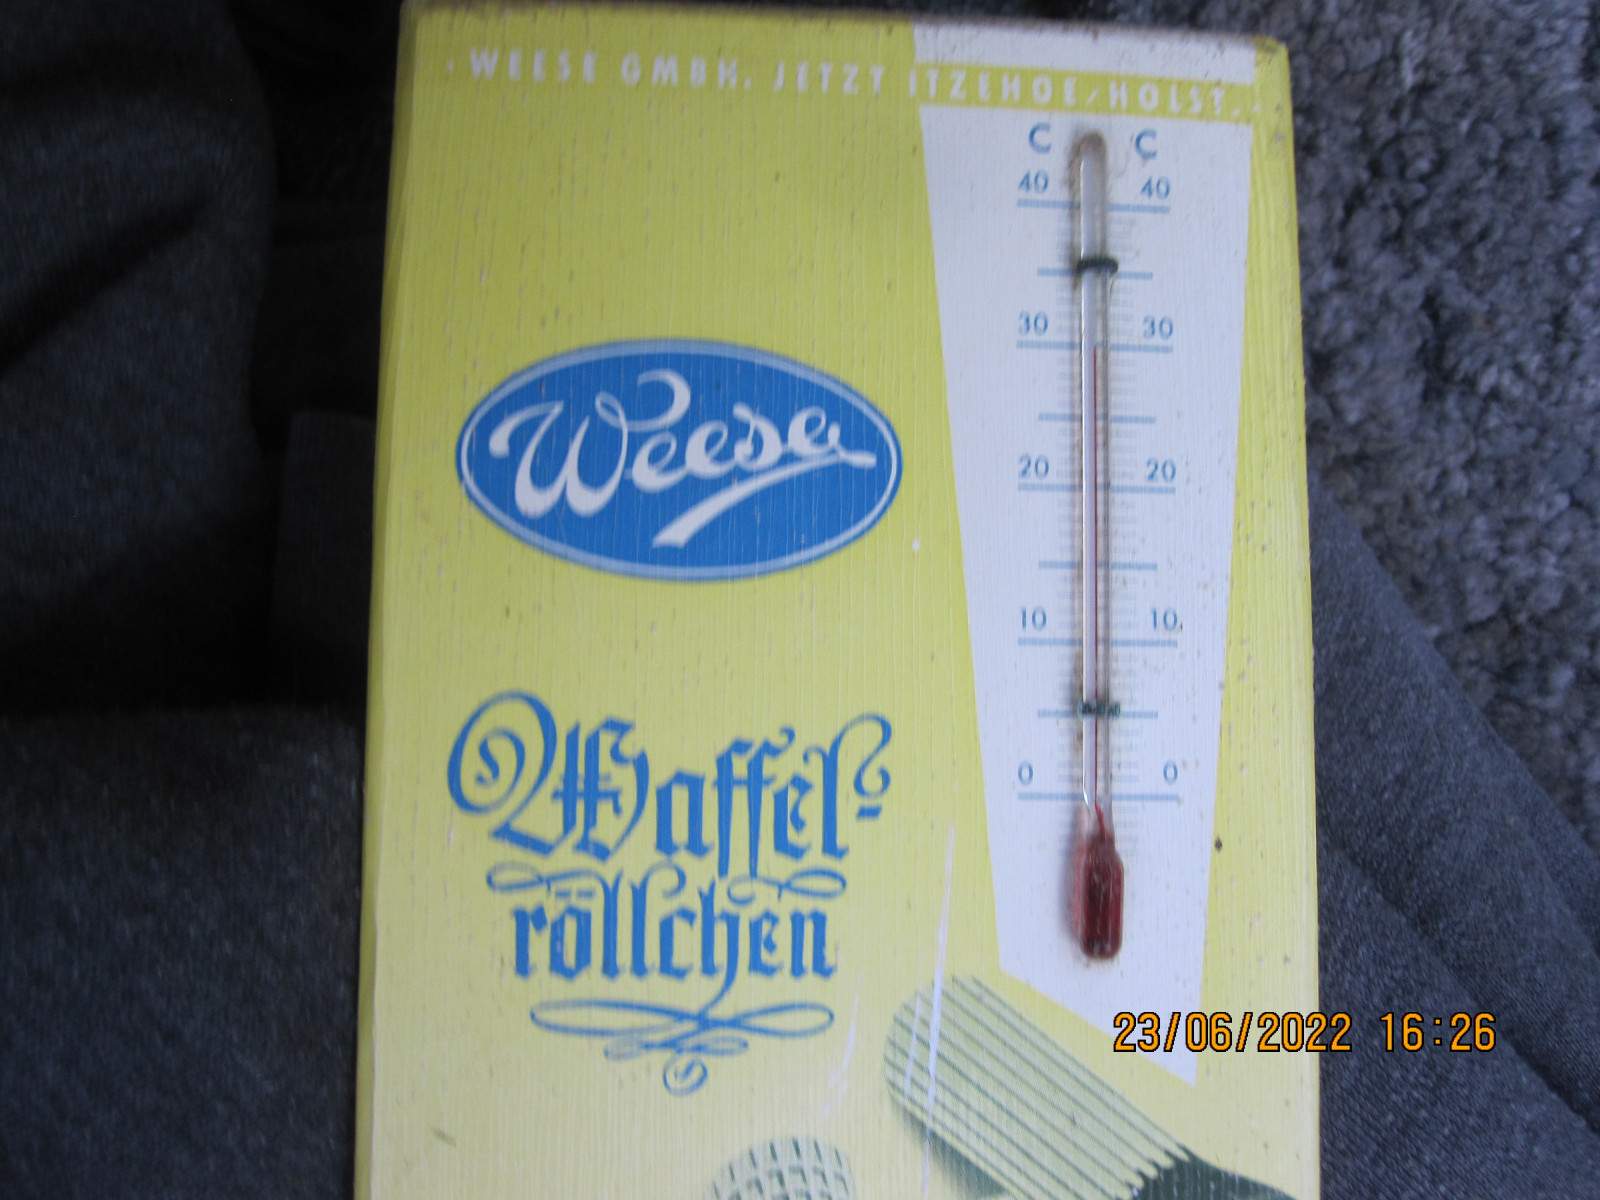 · WEESE GMBH. JETZT ITZEHOE/HOLST. ·
C C
40 40
30 30
Weese
20 20
10 10
Waffel-
röllchen
0 0
23/06/2022 16:26